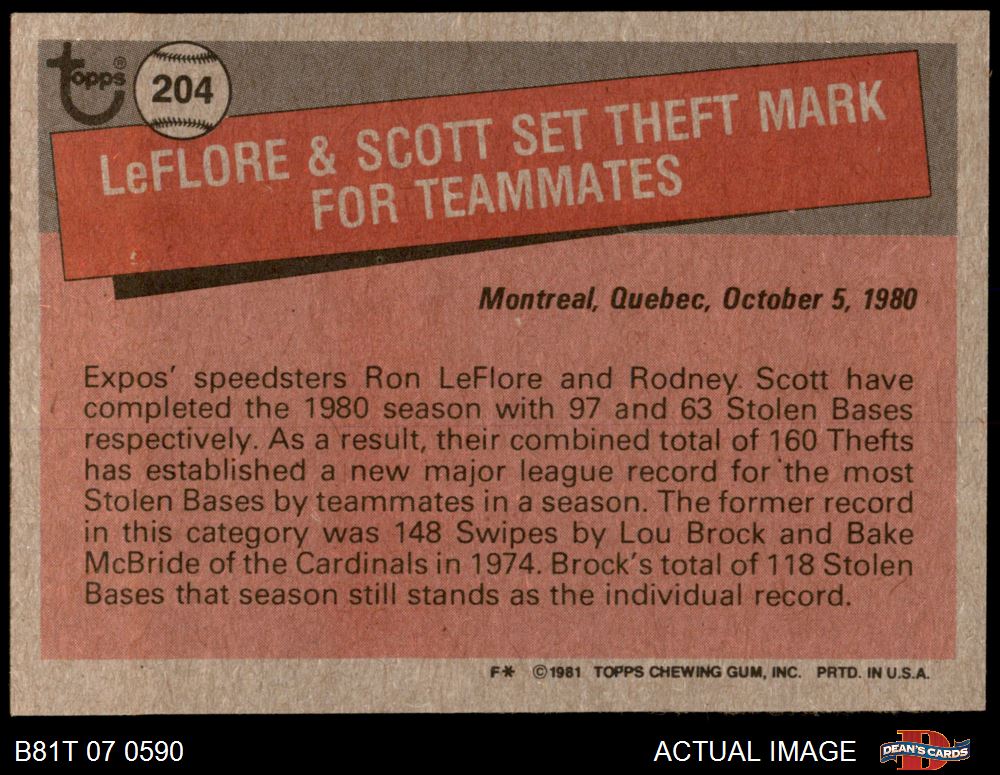 Topps®
204
LeFLORE & SCOTT SET THEFT MARK
FOR TEAMMATES
Montreal, Quebec, October 5, 1980
Expos' speedsters Ron LeFlore and Rodney Scott have
completed the 1980 season with 97 and 63 Stolen Bases
respectively. As a result, their combined total of 160 Thefts
has established a new major league record for the most
Stolen Bases by teammates in a season. The former record
in this category was 148 Swipes by Lou Brock and Bake
McBride of the Cardinals in 1974. Brock's total of 118 Stolen
Bases that season still stands as the individual record.
F* ©1981 TOPPS CHEWING GUM, INC. PRTD. IN U.S.A.
B81T 07 0590
ACTUAL IMAGE
D
DEAN'S CARDS